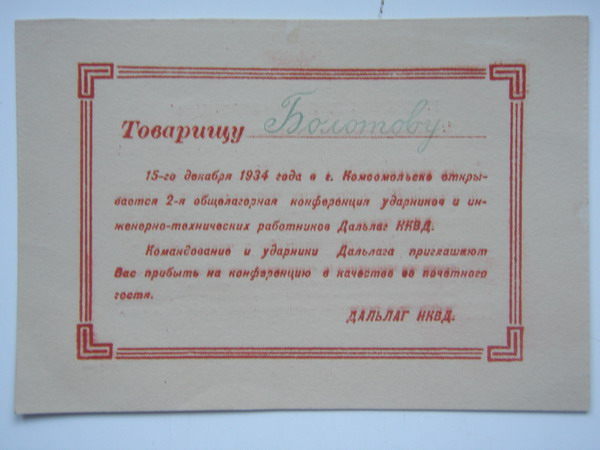 Товарищу Болотову.
15-го декабря 1934 года в г. Комсомольске откры-
вается 2-я общелагорная конференция ударников и ин-
женерно-технических работников Дальлаг НКВД.
Командование и ударники Дальлага приглашают
Вас прибыть на конференцию в качестве ее почетного
гостя.
ДАЛЬЛАГ НКВД.